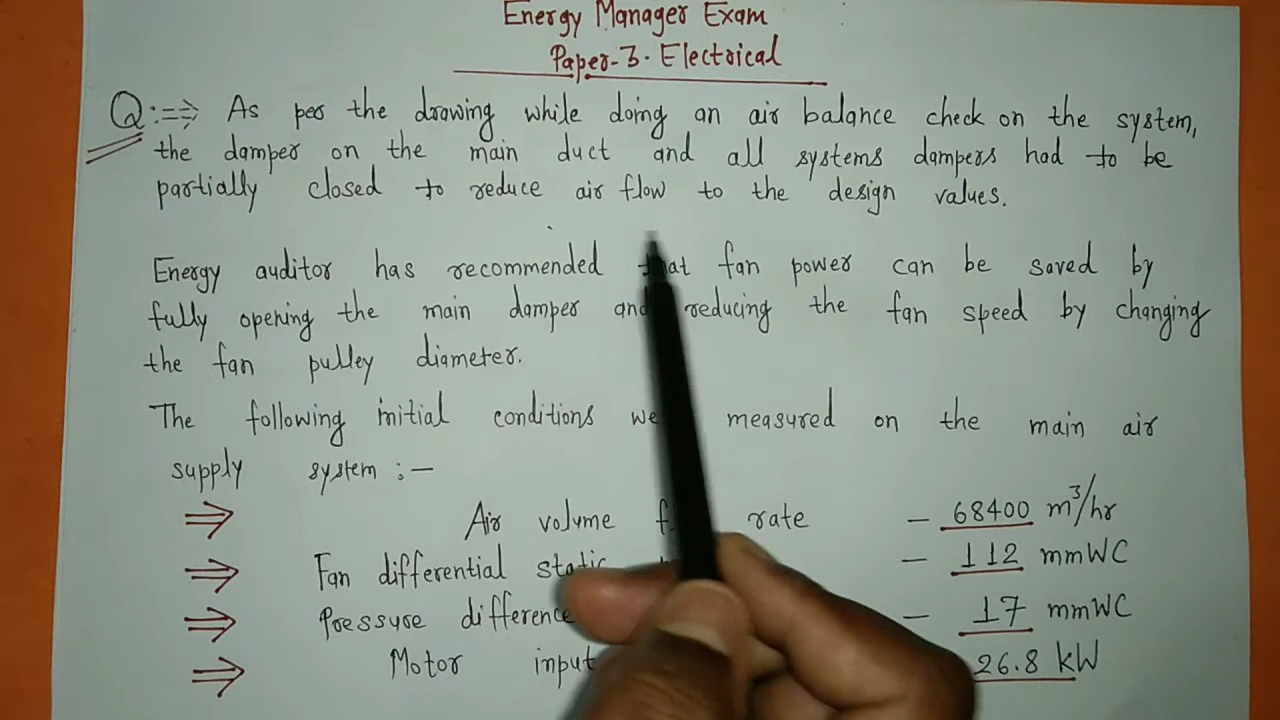 Energy Manager Exam
Paper-3. Electrical
Q:=⇒ As per the drawing while doing an air balance check on the system,
the damper on the main duct and all systems dampers had to be
partially closed to reduce air flow to the design values.
Energy auditor has recommended that fan power can be saved by
fully opening the main damper and reducing the fan speed by changing
the fan pulley diameter.
The following initial conditions measured on the main air
supply system :-
⇒ Air volume rate - 68400 m³/hr
⇒ Fan differential static - 112 mmWC
⇒ Pressure difference - 17 mmWC
⇒ Motor input 26.8 kW